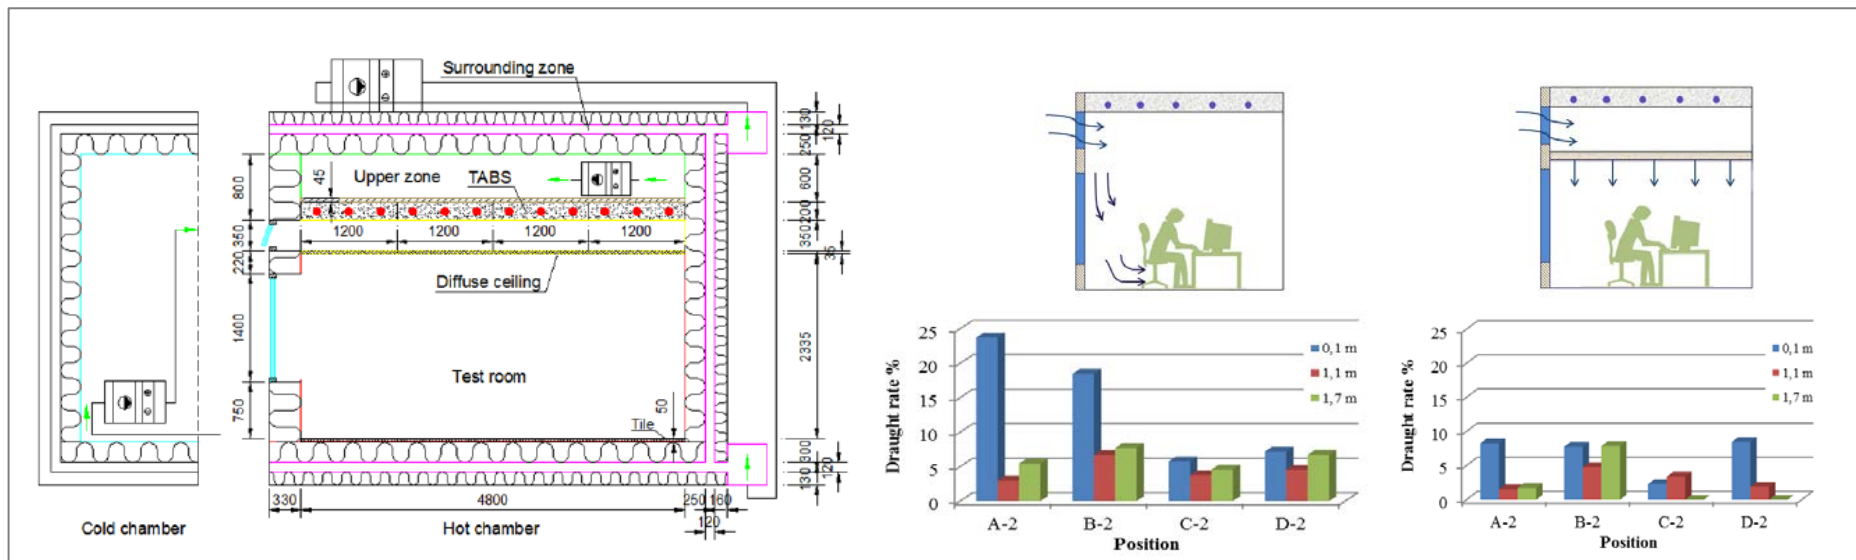 Surrounding zone
130
120
250
Upper zone
TABS
45
800
600
200
350
1200 1200 1200 1200
350
35
220
Diffuse ceiling
1400
2335
Test room
750
50
Tile
300
120
130
330
4800
250
160
120
Cold chamber
Hot chamber
25
20
15
10
5
0
Draught rate %
0,1 m
1,1 m
1,7 m
A-2 B-2 C-2 D-2
Position
25
20
15
10
5
0
Draught rate %
0,1 m
1,1 m
1,7 m
A-2 B-2 C-2 D-2
Position